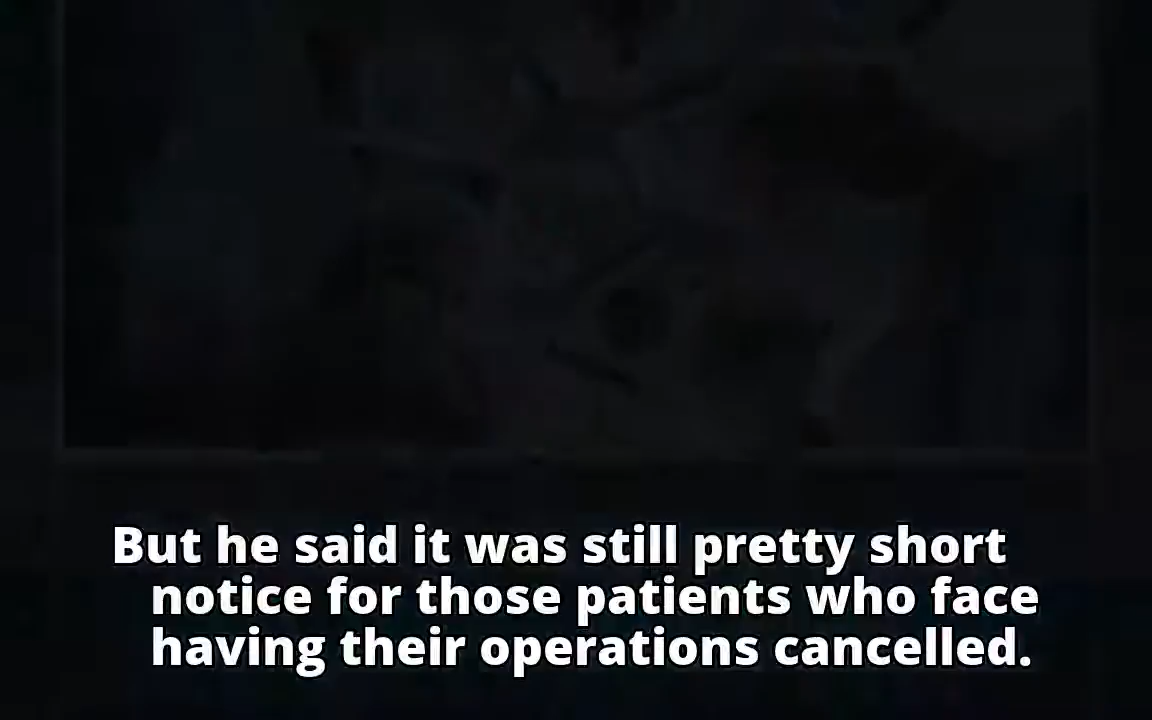 But he said it was still pretty short
notice for those patients who face
having their operations cancelled.